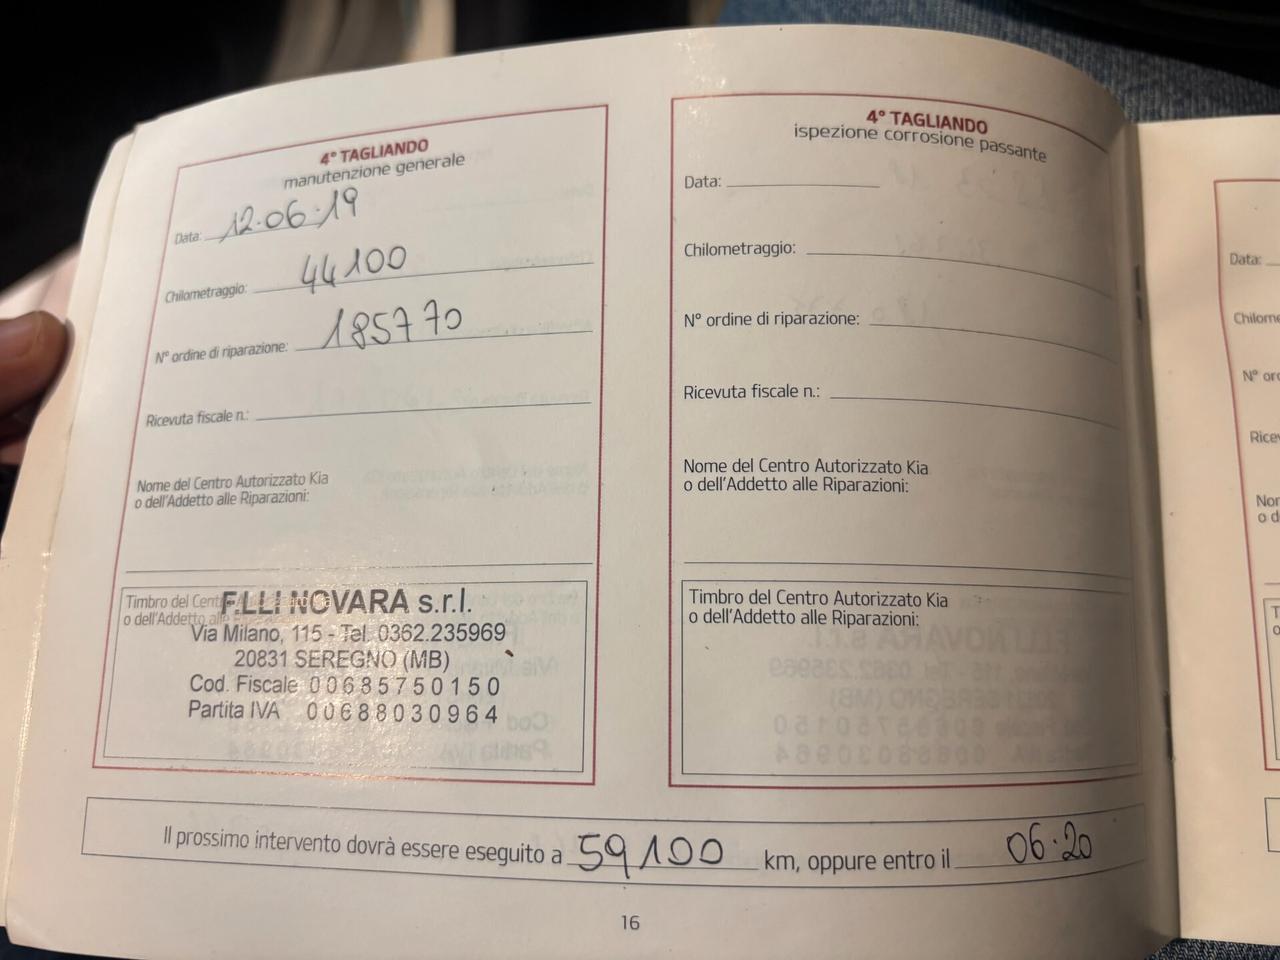 4° TAGLIANDO
manutenzione generale
Data: 12.06.19
Chilometraggio: 44100
N° ordine di riparazione: 185770
Ricevuta fiscale n.:
Nome del Centro Autorizzato Kia
o dell'Addetto alle Riparazioni:
Timbro del Centro Autorizzato Kia
o dell'Addetto alle
F.LLI NOVARA s.r.l.
Via Milano, 115 - Tel. 0362.235969
20831 SEREGNO (MB)
Cod. Fiscale 00685750150
Partita IVA 00688030964
4° TAGLIANDO
ispezione corrosione passante
Data:
Chilometraggio:
N° ordine di riparazione:
Ricevuta fiscale n.:
Nome del Centro Autorizzato Kia
o dell'Addetto alle Riparazioni:
Timbro del Centro Autorizzato Kia
o dell'Addetto alle Riparazioni:
Il prossimo intervento dovrà essere eseguito a 59100 km, oppure entro il 06.20
16
Data: